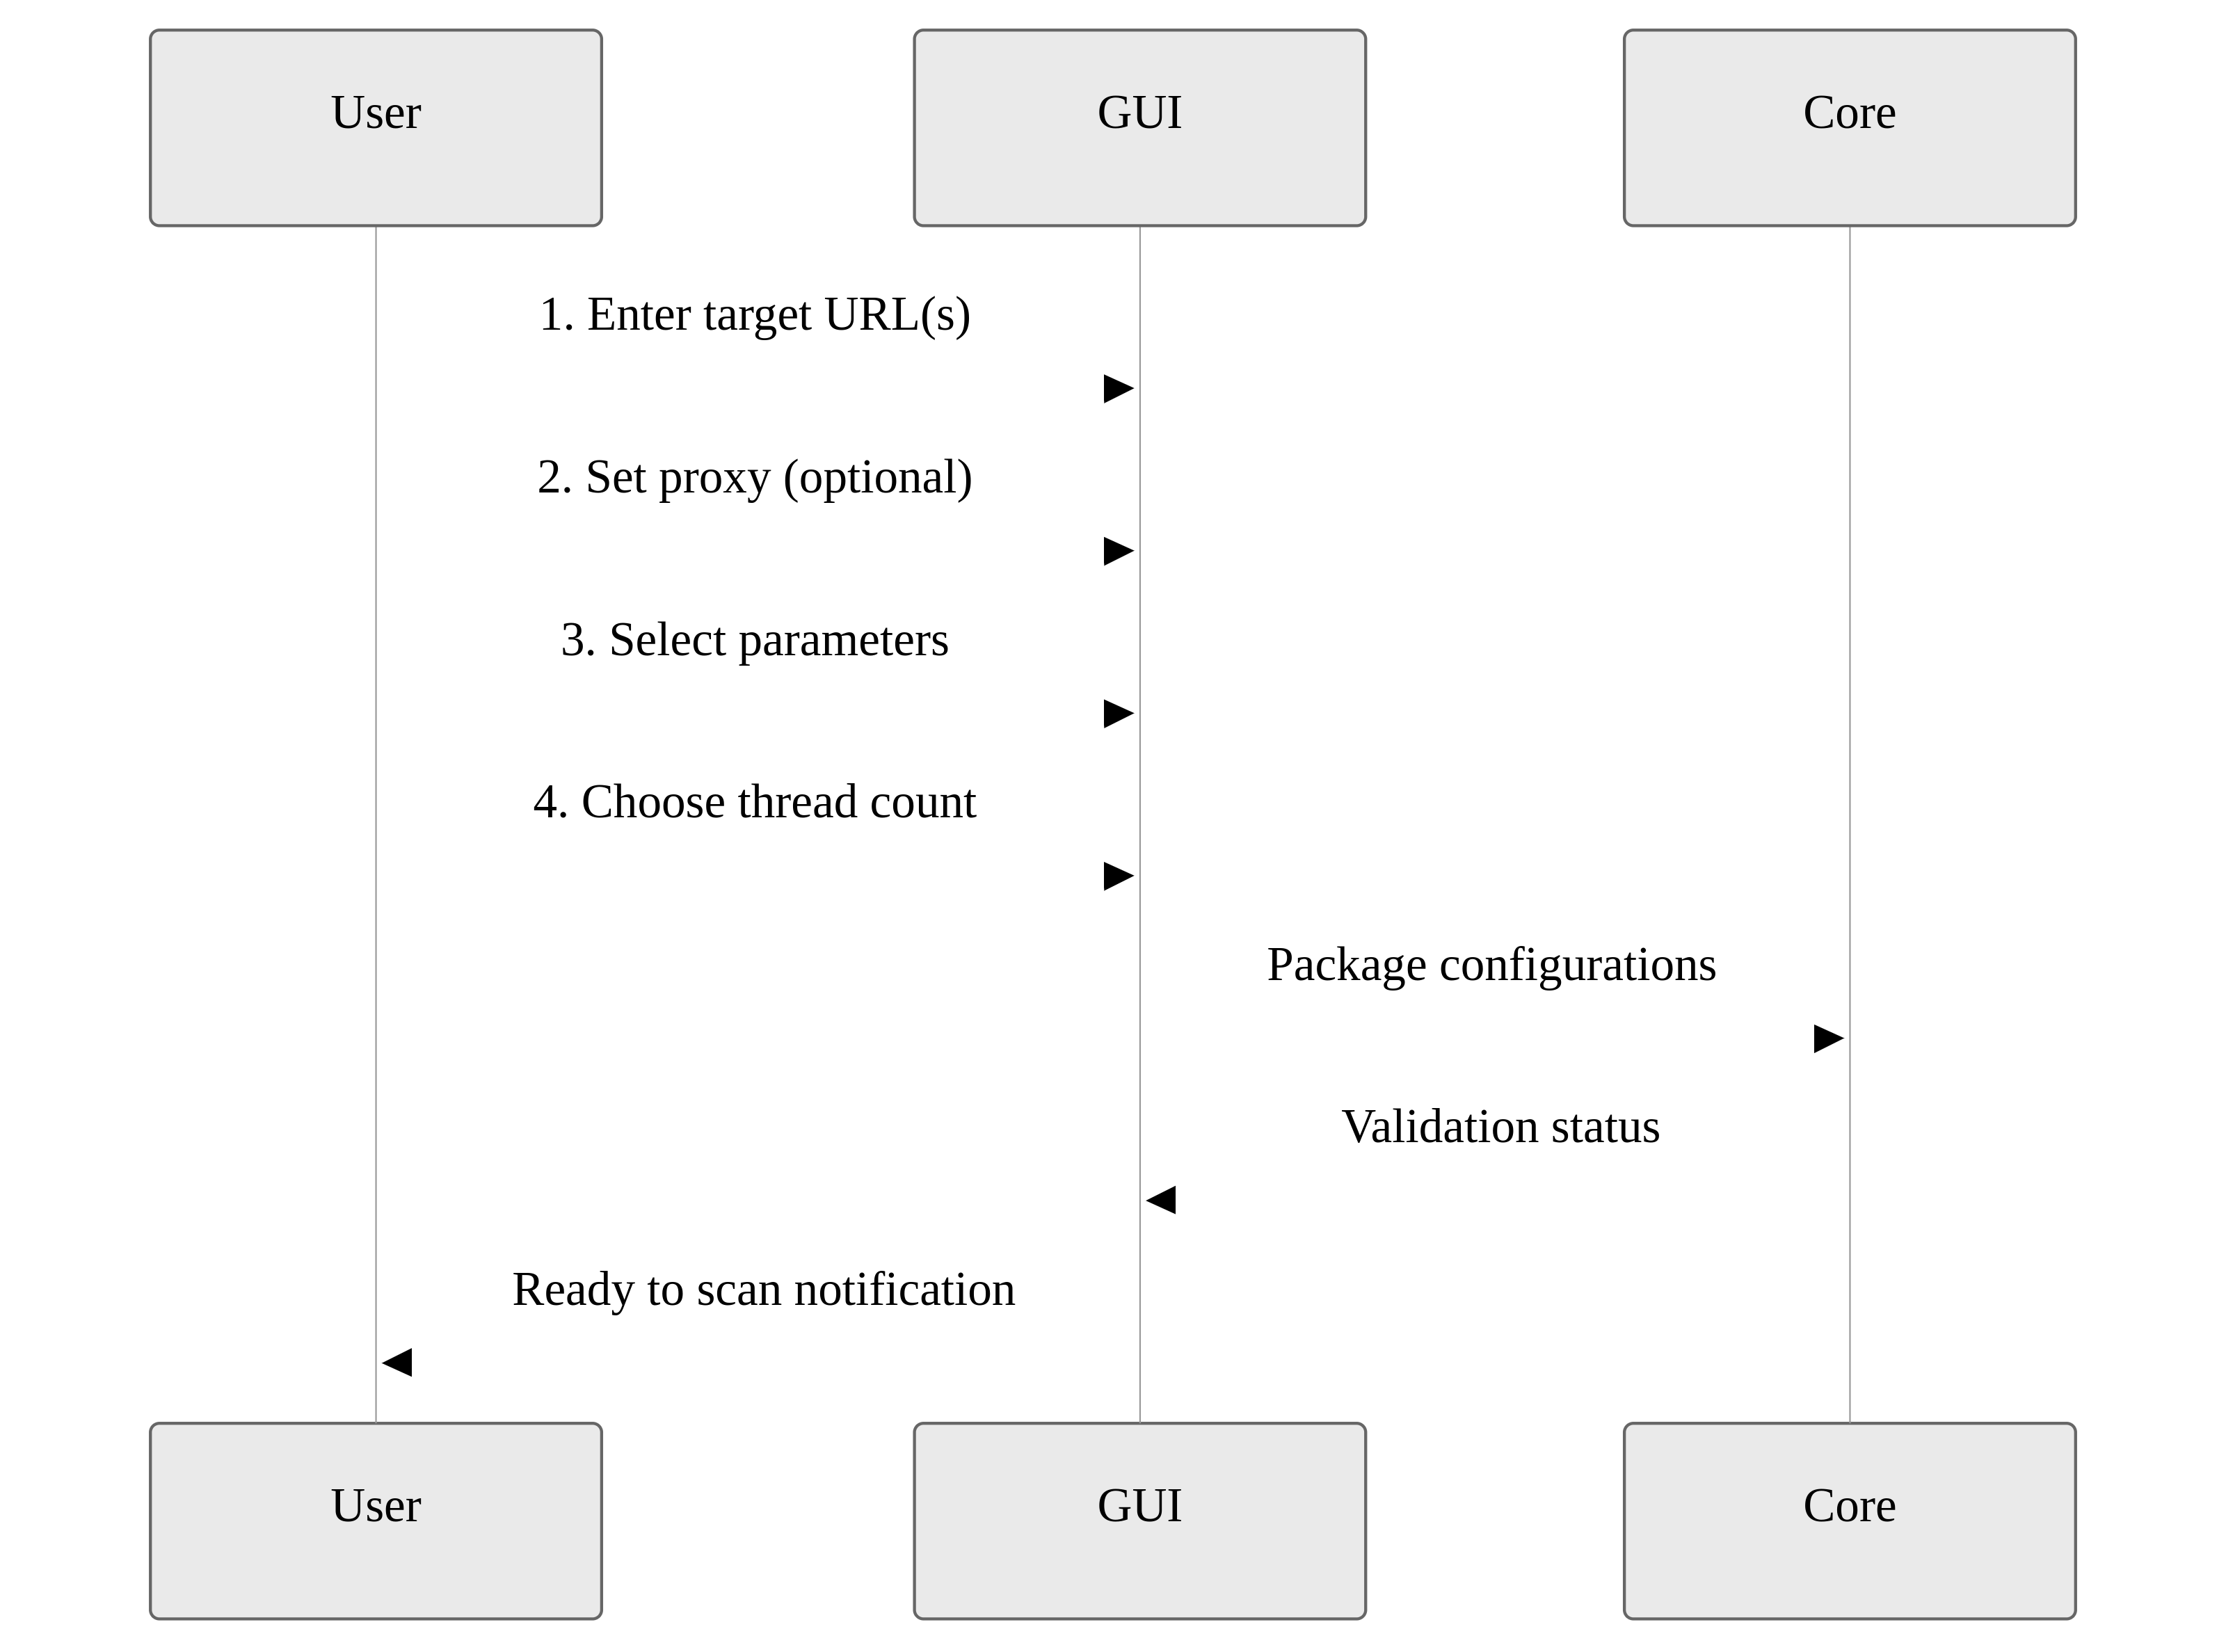 User
GUI
Core
1. Enter target URL(s)
2. Set proxy (optional)
3. Select parameters
4. Choose thread count
Package configurations
Validation status
Ready to scan notification
User
GUI
Core